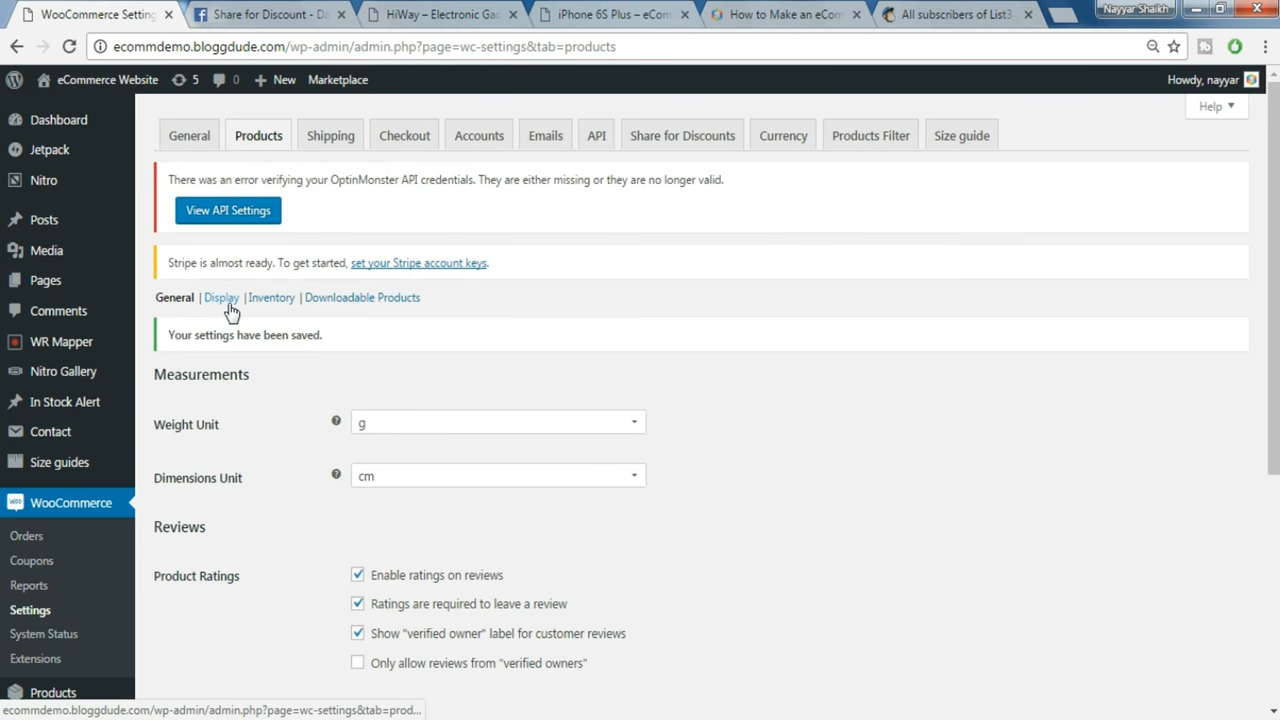 WooCommerce Setting
Share for Discount - Da
HiWay – Electronic Gac
iPhone 6S Plus – eCom
How to Make an eCom
All subscribers of List3
Nayyar Shaikh
ecommdemo.bloggdude.com/wp-admin/admin.php?page=wc-settings&tab=products
eCommerce Website
5
0
New
Marketplace
Howdy, nayyar
Help
Dashboard
Jetpack
Nitro
Posts
Media
Pages
Comments
WR Mapper
Nitro Gallery
In Stock Alert
Contact
Size guides
WooCommerce
Orders
Coupons
Reports
Settings
System Status
Extensions
Products
General
Products
Shipping
Checkout
Accounts
Emails
API
Share for Discounts
Currency
Products Filter
Size guide
There was an error verifying your OptinMonster API credentials. They are either missing or they are no longer valid.
View API Settings
Stripe is almost ready. To get started, set your Stripe account keys.
General | Display | Inventory | Downloadable Products
Your settings have been saved.
Measurements
Weight Unit
g
Dimensions Unit
cm
Reviews
Product Ratings
Enable ratings on reviews
Ratings are required to leave a review
Show "verified owner" label for customer reviews
Only allow reviews from "verified owners"
ecommdemo.bloggdude.com/wp-admin/admin.php?page=wc-settings&tab=prod...